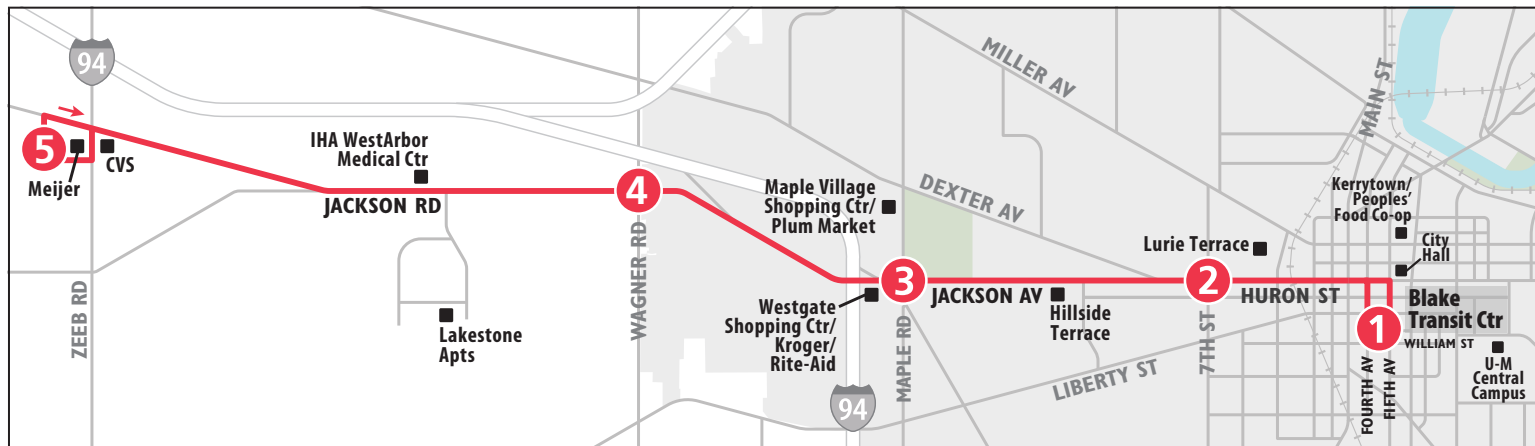 94
5
Meijer
CVS
ZEEB RD
IHA WestArbor
Medical Ctr
JACKSON RD
Lakestone
Apts
4
WAGNER RD
Maple Village
Shopping Ctr/
Plum Market
Westgate
Shopping Ctr/
Kroger/
Rite-Aid
94
3
MAPLE RD
JACKSON AV
Hillside
Terrace
DEXTER AV
MILLER AV
LIBERTY ST
Lurie Terrace
2
7TH ST
HURON ST
MAIN ST
Kerrytown/
Peoples’
Food Co-op
City
Hall
1
Blake
Transit Ctr
WILLIAM ST
FOURTH AV
FIFTH AV
U-M
Central
Campus